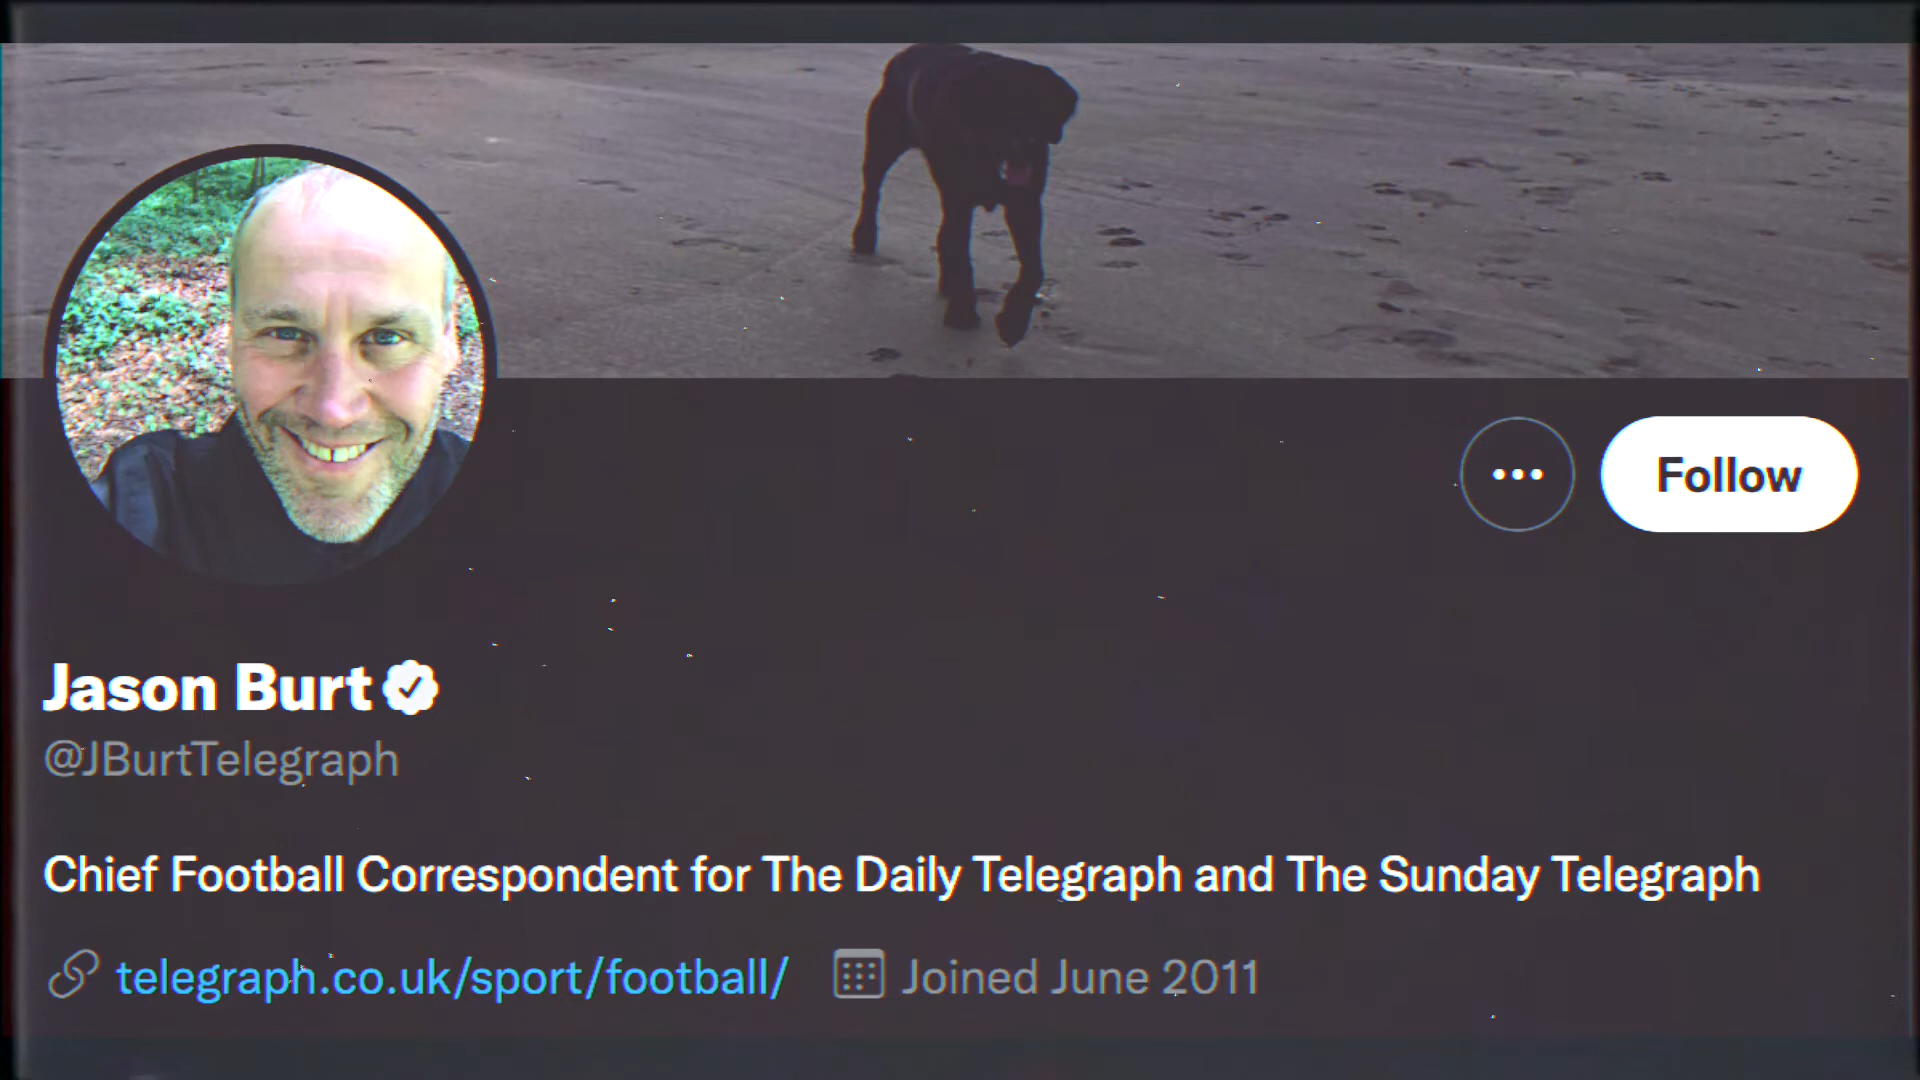 Follow
Jason Burt
@JBurtTelegraph
Chief Football Correspondent for The Daily Telegraph and The Sunday Telegraph
telegraph.co.uk/sport/football/ Joined June 2011